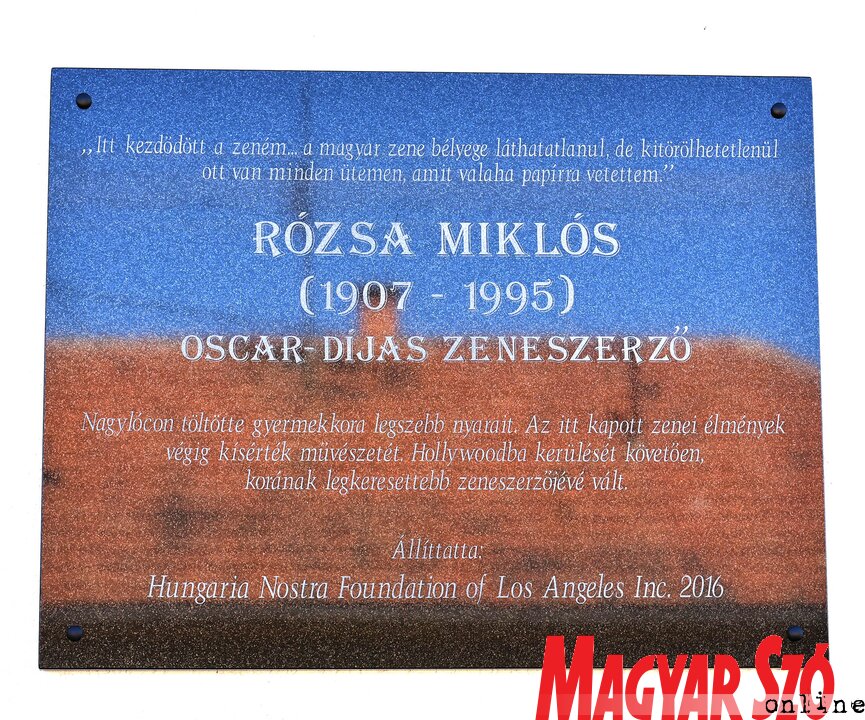 „Itt kezdődött a zeném... a magyar zene bélyege láthatatlanul, de kitörölhetetlenül
ott van minden ütemen, amit valaha papírra vetettem.”
RÓZSA MIKLÓS
(1907 - 1995)
OSCAR-DÍJAS ZENESZERZŐ
Nagylócon töltötte gyermekkora legszebb nyarait. Az itt kapott zenei élmények
végig kísérték művészetét. Hollywoodba kerülését követően,
korának legkeresettebb zeneszerzőjévé vált.
Állíttatta:
Hungaria Nostra Foundation of Los Angeles Inc. 2016
MAGYAR SZÓ
online